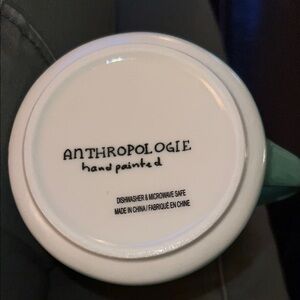 ANTHROPOLOGIE
hand painted
DISHWASHER & MICROWAVE SAFE
MADE IN CHINA / FABRIQUÉ EN CHINE